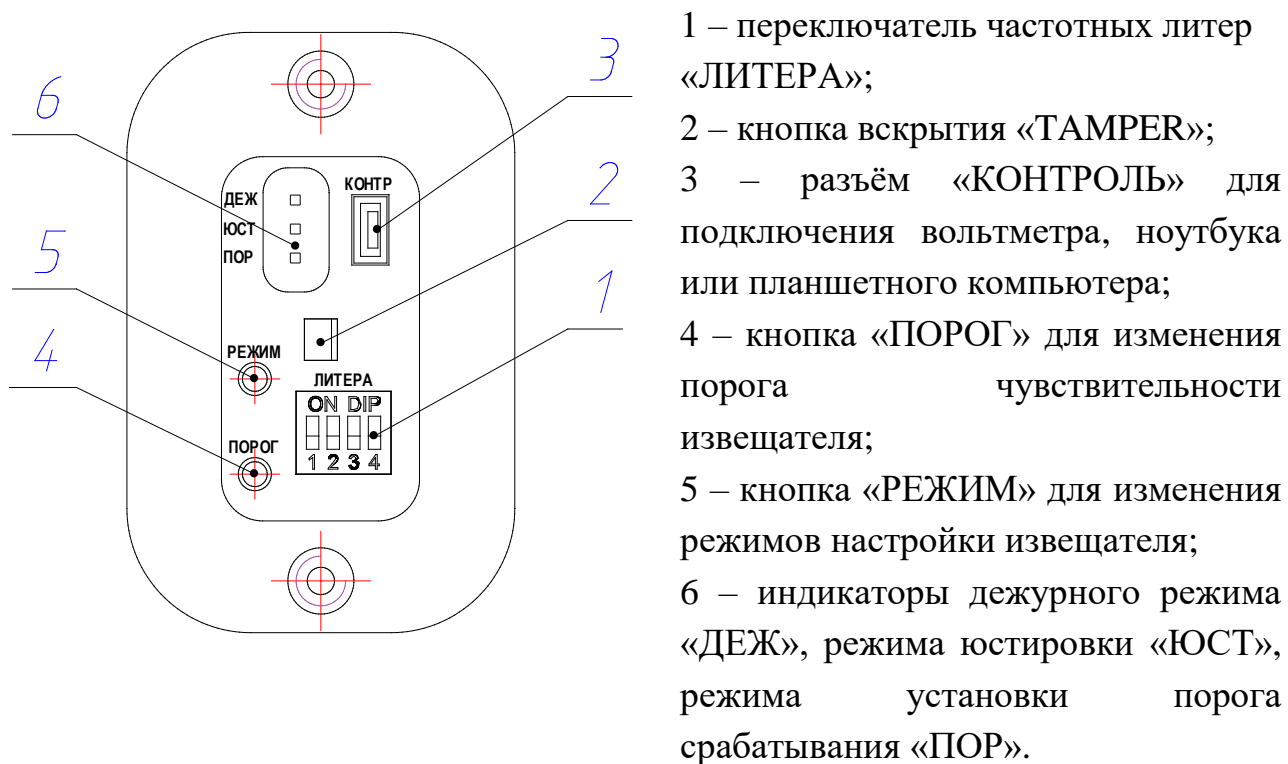 6
3
ДЕЖ
КОНТР
ЮСТ
ПОР
2
5
1
РЕЖИМ
4
ЛИТЕРА
ON DIP
ПОРОГ
1 2 3 4
1 – переключатель частотных литер
«ЛИТЕРА»;
2 – кнопка вскрытия «TAMPER»;
3 – разъём «КОНТРОЛЬ» для
подключения вольтметра, ноутбука
или планшетного компьютера;
4 – кнопка «ПОРОГ» для изменения
порога чувствительности
извещателя;
5 – кнопка «РЕЖИМ» для изменения
режимов настройки извещателя;
6 – индикаторы дежурного режима
«ДЕЖ», режима юстировки «ЮСТ»,
режима установки порога
срабатывания «ПОР».